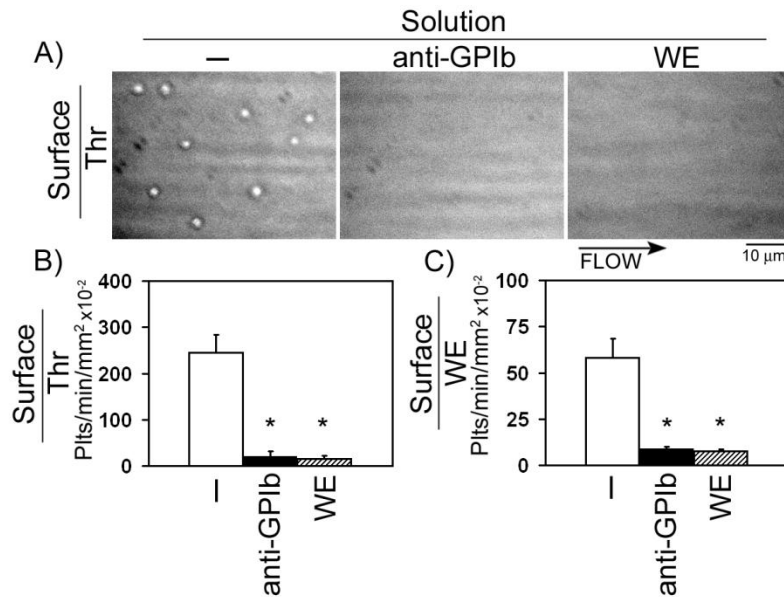 Solution
A) – anti-GPIb WE
Surface
Thr
FLOW
10 µm
B)
Surface
Thr
Plts/min/mm² x10⁻²
400
300
200
100
0
*
*
–
anti-GPIb
WE
C)
Surface
WE
Plts/min/mm² x10⁻²
100
75
50
25
0
*
*
–
anti-GPIb
WE